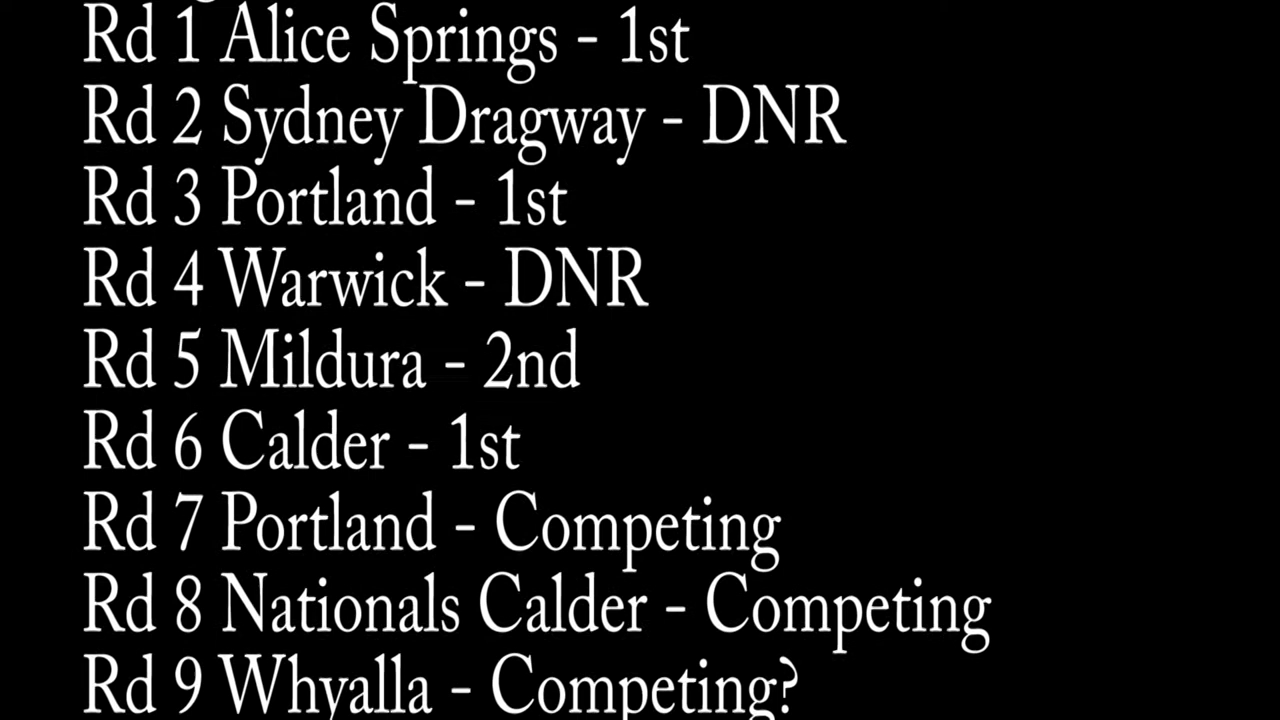 Rd 1 Alice Springs - 1st
Rd 2 Sydney Dragway - DNR
Rd 3 Portland - 1st
Rd 4 Warwick - DNR
Rd 5 Mildura - 2nd
Rd 6 Calder - 1st
Rd 7 Portland - Competing
Rd 8 Nationals Calder - Competing
Rd 9 Whyalla - Competing?